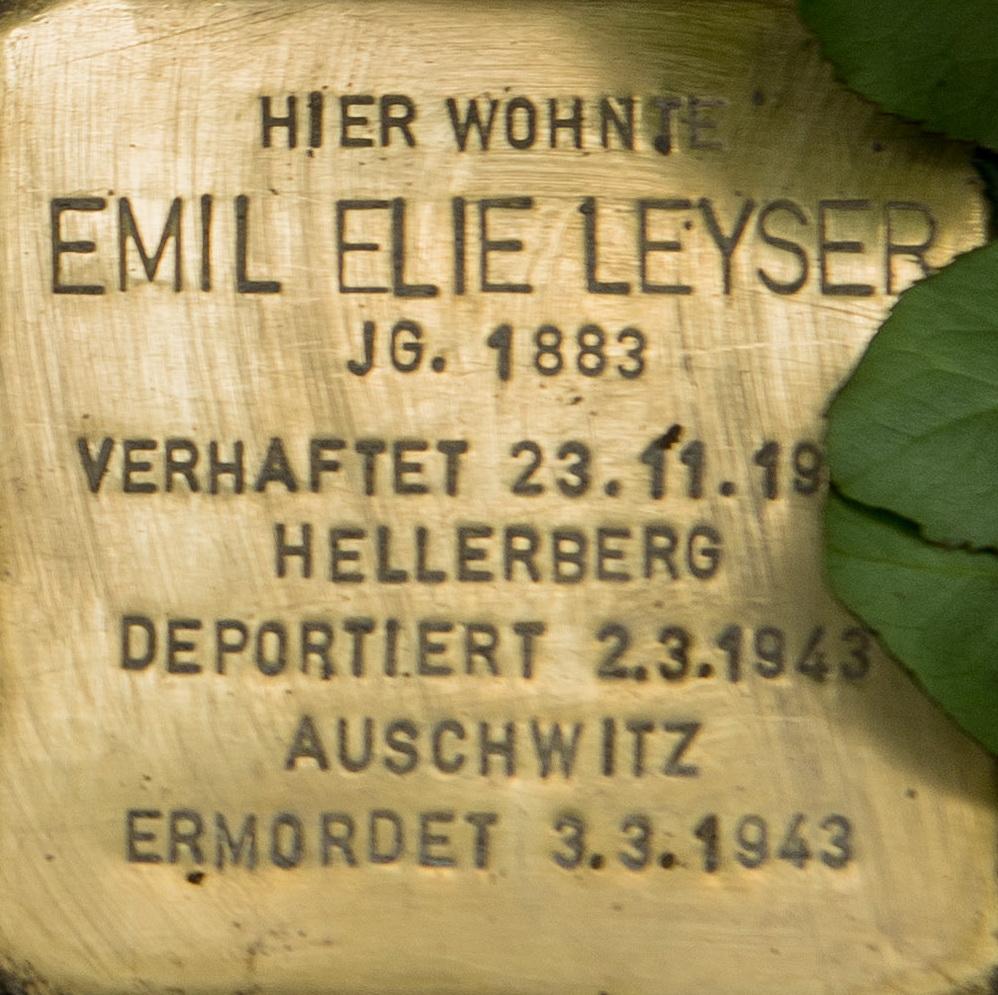 HIER WOHNTE
EMIL ELIE LEYSER
JG. 1883
VERHAFTET 23.11.19
HELLERBERG
DEPORTIERT 2.3.1943
AUSCHWITZ
ERMORDET 3.3.1943